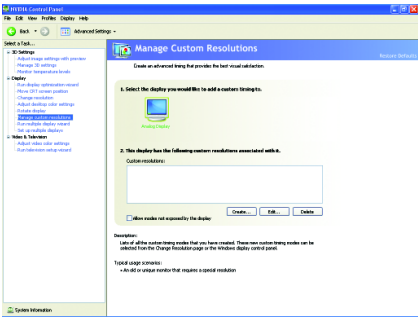 NVIDIA Control Panel
File Edit View Profiles Display Help
Back
Advanced Settings
Select a Task...
3D Settings
Adjust image settings with preview
Manage 3D settings
Monitor temperature levels
Display
Run display optimization wizard
Move CRT screen position
Change resolution
Adjust desktop color settings
Rotate display
Manage custom resolutions
Run multiple display wizard
Set up multiple displays
Video & Television
Adjust video color settings
Run television setup wizard
System Information
Manage Custom Resolutions
Restore Defaults
Create an advanced timing that provides the best visual satisfaction.
1. Select the display you would like to add a custom timing to.
Analog Display
2. This display has the following custom resolutions associated with it.
Custom resolutions:
Create... Edit... Delete
Allow modes not exposed by the display
Description:
Lists of all the custom timing modes that you have created. These new custom timing modes can be
selected from the Change Resolution page or the Windows display control panel.
Typical usage scenarios:
• An old or unique monitor that requires a special resolution